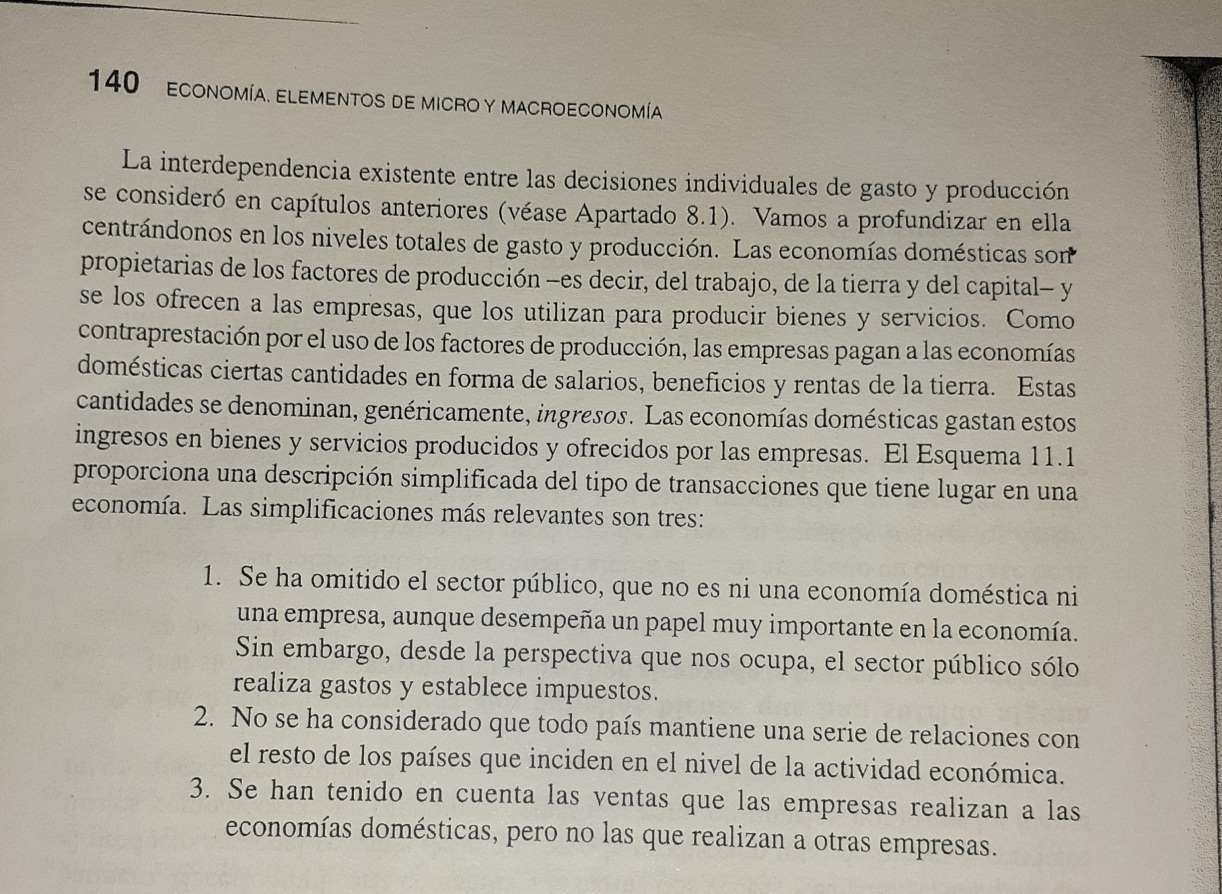 140 ECONOMÍA. ELEMENTOS DE MICRO Y MACROECONOMÍA
La interdependencia existente entre las decisiones individuales de gasto y producción
se consideró en capítulos anteriores (véase Apartado 8.1). Vamos a profundizar en ella
centrándonos en los niveles totales de gasto y producción. Las economías domésticas son
propietarias de los factores de producción –es decir, del trabajo, de la tierra y del capital– y
se los ofrecen a las empresas, que los utilizan para producir bienes y servicios. Como
contraprestación por el uso de los factores de producción, las empresas pagan a las economías
domésticas ciertas cantidades en forma de salarios, beneficios y rentas de la tierra. Estas
cantidades se denominan, genéricamente, ingresos. Las economías domésticas gastan estos
ingresos en bienes y servicios producidos y ofrecidos por las empresas. El Esquema 11.1
proporciona una descripción simplificada del tipo de transacciones que tiene lugar en una
economía. Las simplificaciones más relevantes son tres:
1. Se ha omitido el sector público, que no es ni una economía doméstica ni
una empresa, aunque desempeña un papel muy importante en la economía.
Sin embargo, desde la perspectiva que nos ocupa, el sector público sólo
realiza gastos y establece impuestos.
2. No se ha considerado que todo país mantiene una serie de relaciones con
el resto de los países que inciden en el nivel de la actividad económica.
3. Se han tenido en cuenta las ventas que las empresas realizan a las
economías domésticas, pero no las que realizan a otras empresas.